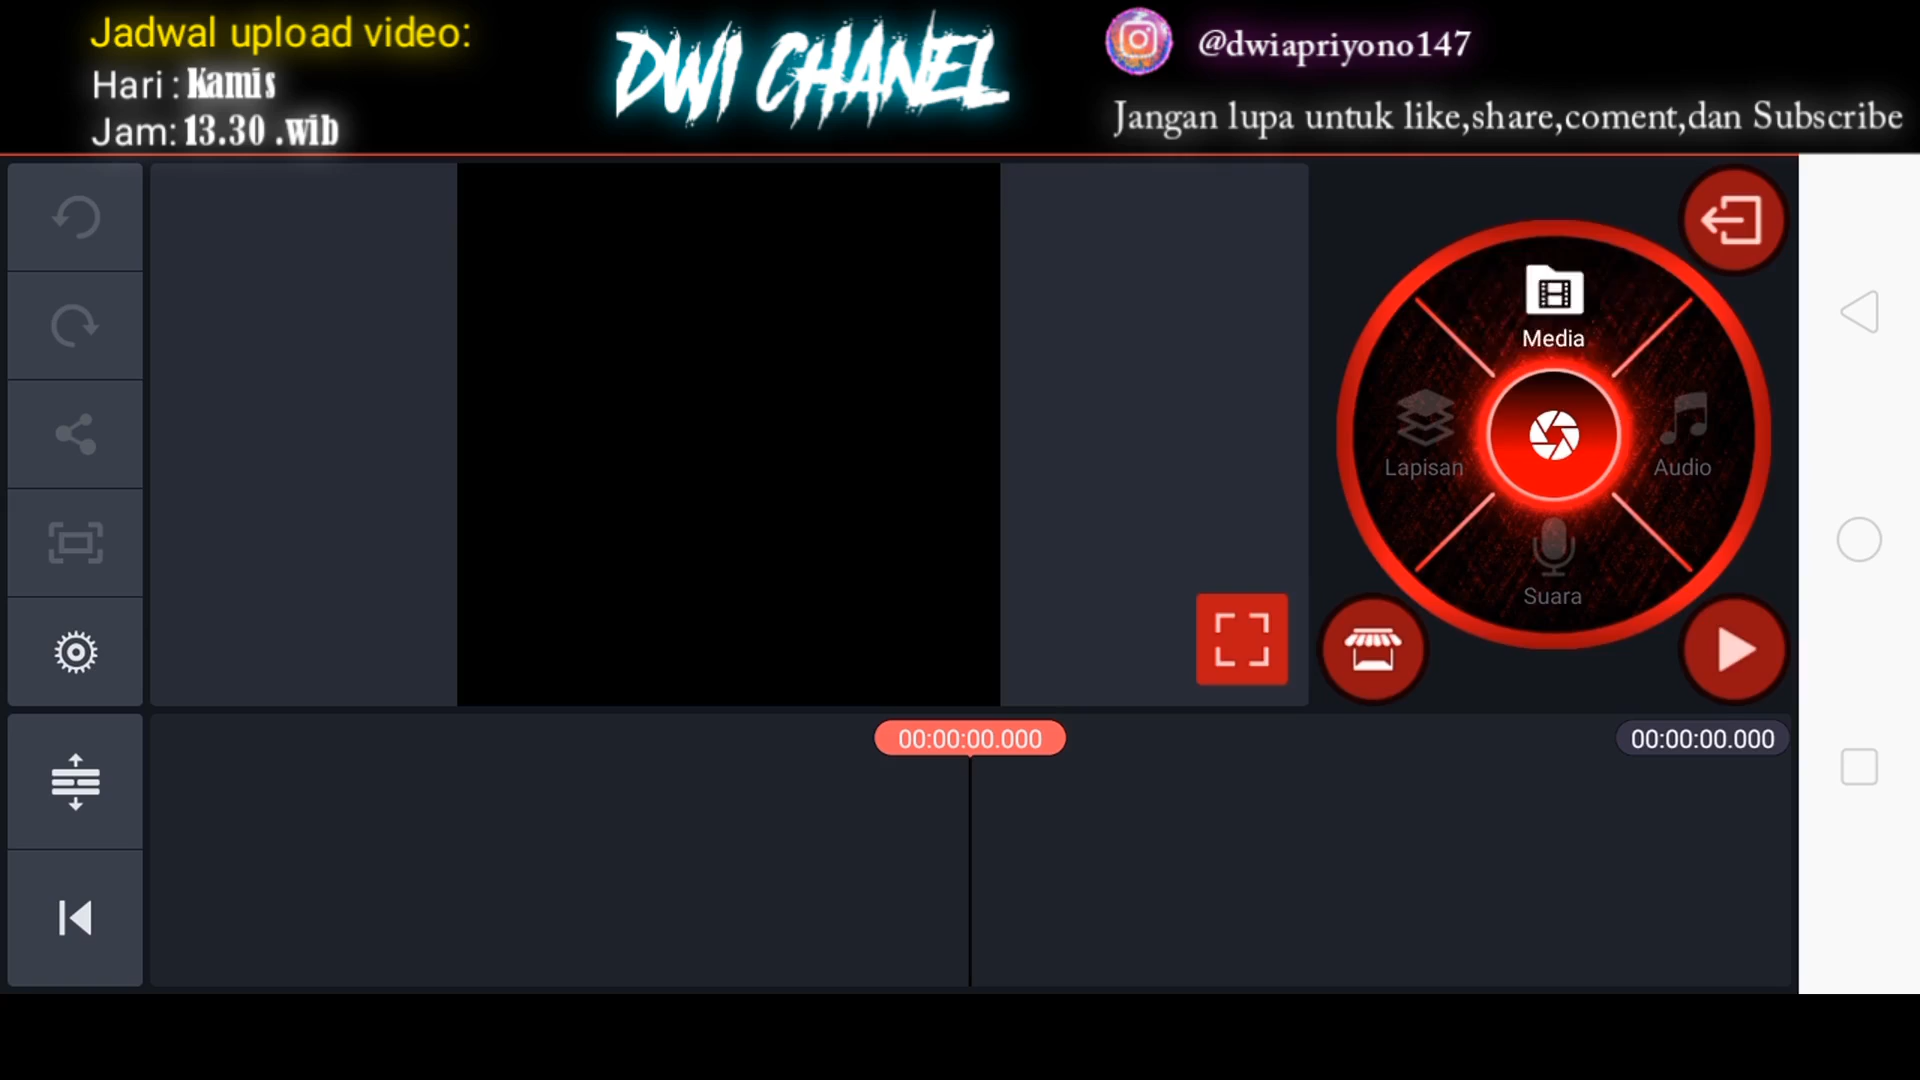 Jadwal upload video:
Hari : Kamis
Jam: 13.30 .wib
DWI CHANEL
@dwiapriyono147
Jangan lupa untuk like,share,coment,dan Subscribe
Media
Lapisan
Audio
Suara
00:00:00.000
00:00:00.000